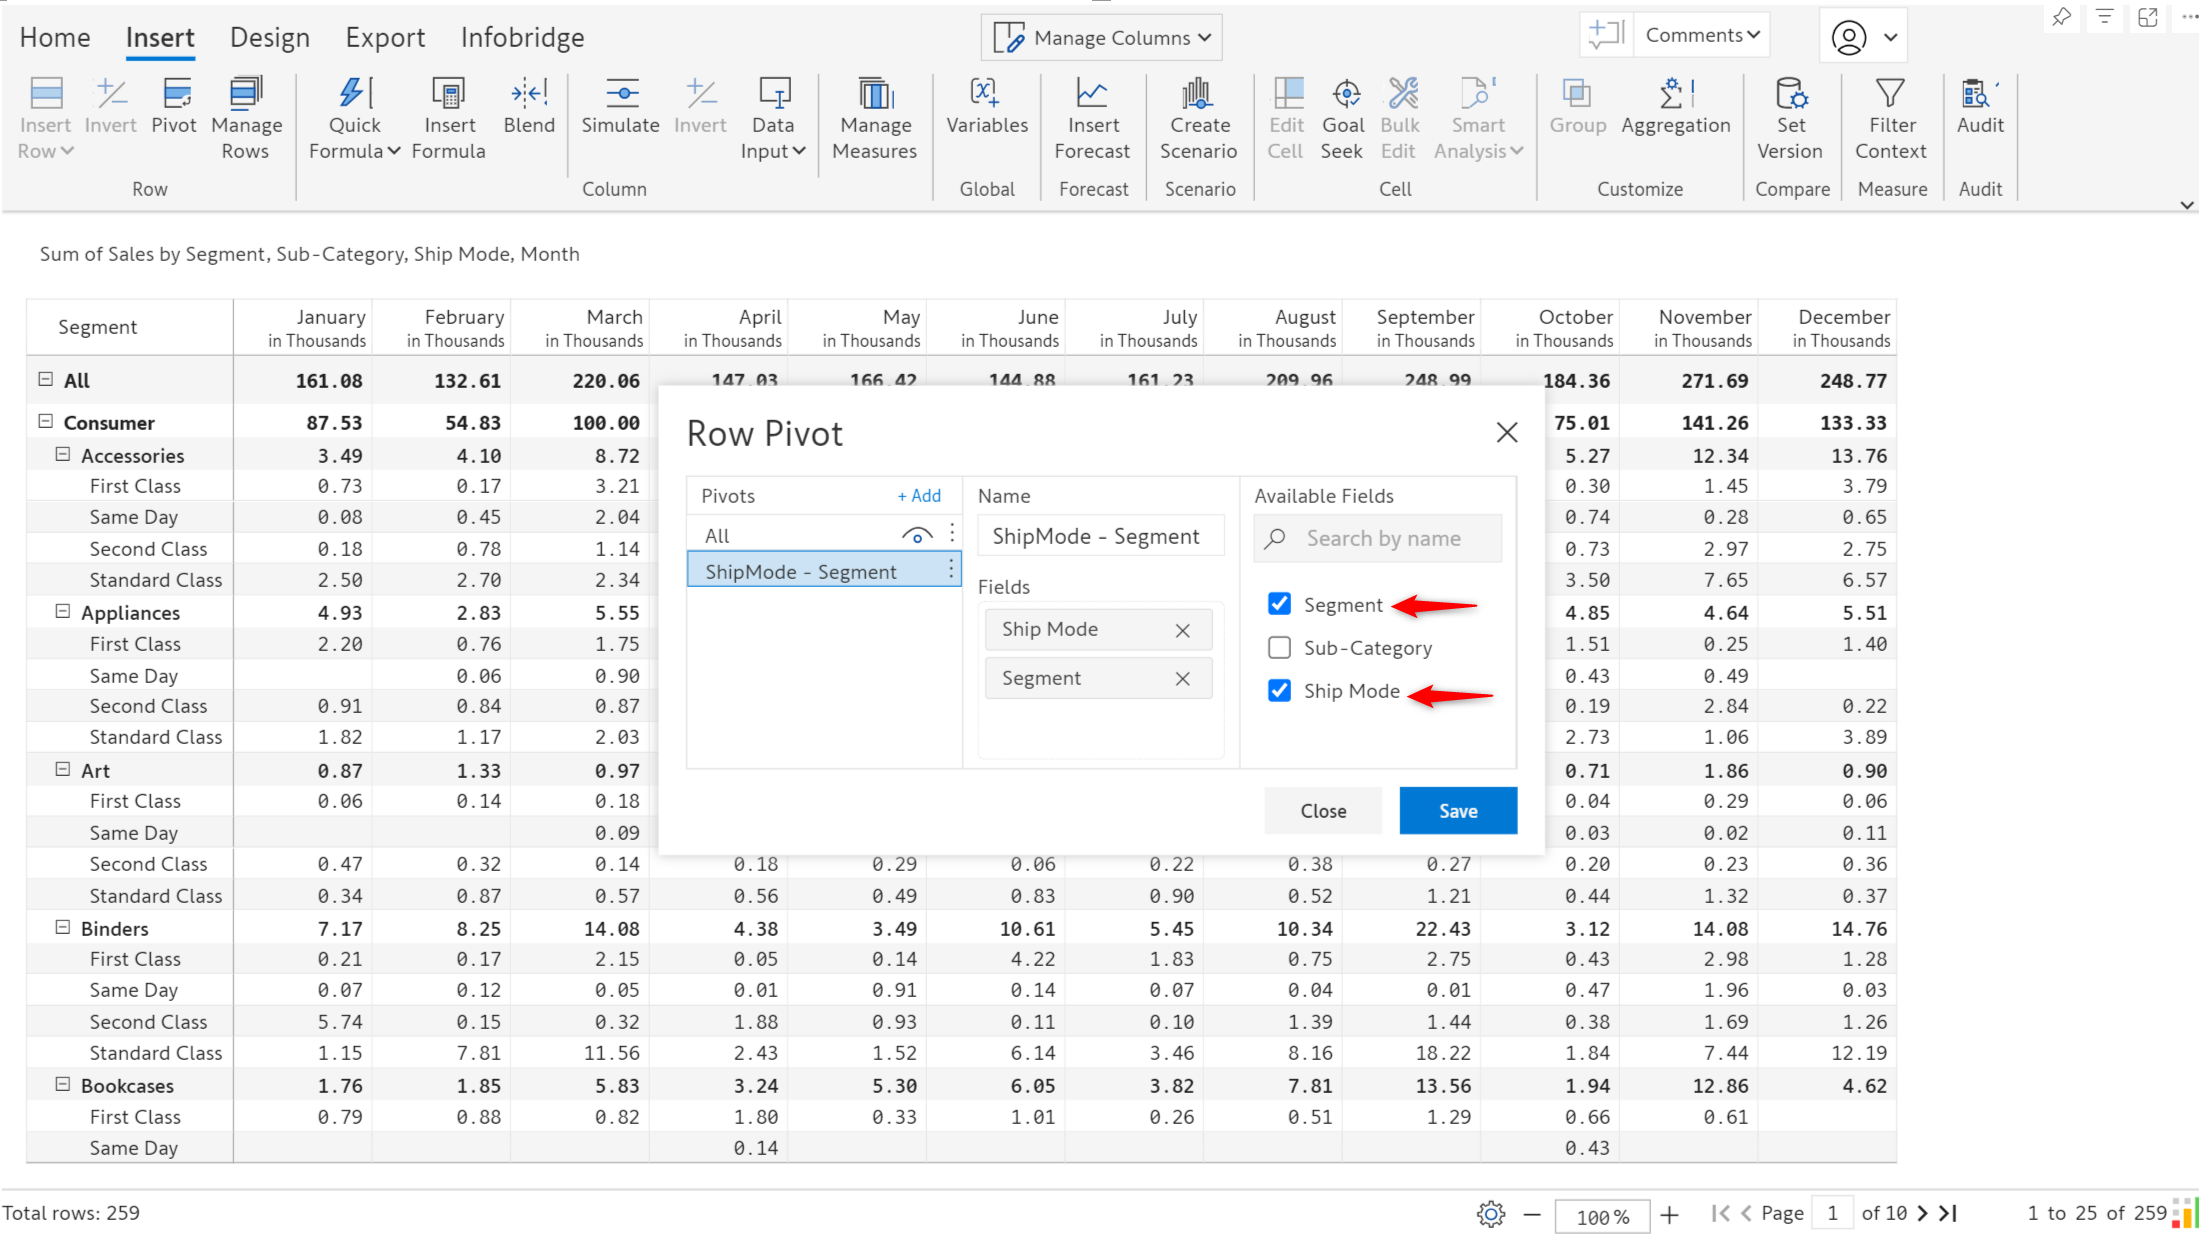 Home Insert Design Export Infobridge Manage Columns Comments
Insert Row Invert Pivot Manage Rows Quick Formula Insert Formula Blend Simulate Invert Data Input Manage Measures Variables Insert Forecast Create Scenario Edit Cell Goal Seek Bulk Edit Smart Analysis Group Aggregation Set Version Filter Context Audit
Row Column Global Forecast Scenario Cell Customize Compare Measure Audit
Sum of Sales by Segment, Sub-Category, Ship Mode, Month
Segment January February March April May June July August September October November December
in Thousands in Thousands in Thousands in Thousands in Thousands in Thousands in Thousands in Thousands in Thousands in Thousands in Thousands in Thousands
All 161.08 132.61 220.06 147.03 166.42 144.88 161.23 209.96 248.99 184.36 271.69 248.77
Consumer 87.53 54.83 100.00 75.01 141.26 133.33
Accessories 3.49 4.10 8.72 5.27 12.34 13.76
First Class 0.73 0.17 3.21 0.30 1.45 3.79
Same Day 0.08 0.45 2.04 0.74 0.28 0.65
Second Class 0.18 0.78 1.14 0.73 2.97 2.75
Standard Class 2.50 2.70 2.34 3.50 7.65 6.57
Appliances 4.93 2.83 5.55 4.85 4.64 5.51
First Class 2.20 0.76 1.75 1.51 0.25 1.40
Same Day 0.06 0.90 0.43 0.49
Second Class 0.91 0.84 0.87 0.19 2.84 0.22
Standard Class 1.82 1.17 2.03 2.73 1.06 3.89
Art 0.87 1.33 0.97 0.71 1.86 0.90
First Class 0.06 0.14 0.18 0.04 0.29 0.06
Same Day 0.09 0.03 0.02 0.11
Second Class 0.47 0.32 0.14 0.18 0.29 0.06 0.22 0.38 0.27 0.20 0.23 0.36
Standard Class 0.34 0.87 0.57 0.56 0.49 0.83 0.90 0.52 1.21 0.44 1.32 0.37
Binders 7.17 8.25 14.08 4.38 3.49 10.61 5.45 10.34 22.43 3.12 14.08 14.76
First Class 0.21 0.17 2.15 0.05 0.14 4.22 1.83 0.75 2.75 0.43 2.98 1.28
Same Day 0.07 0.12 0.05 0.01 0.91 0.14 0.07 0.04 0.01 0.47 1.96 0.03
Second Class 5.74 0.15 0.32 1.88 0.93 0.11 0.10 1.39 1.44 0.38 1.69 1.26
Standard Class 1.15 7.81 11.56 2.43 1.52 6.14 3.46 8.16 18.22 1.84 7.44 12.19
Bookcases 1.76 1.85 5.83 3.24 5.30 6.05 3.82 7.81 13.56 1.94 12.86 4.62
First Class 0.79 0.88 0.82 1.80 0.33 1.01 0.26 0.51 1.29 0.66 0.61
Same Day 0.14 0.43
Row Pivot
Pivots + Add
All
ShipMode - Segment
Name
ShipMode - Segment
Fields
Ship Mode
Segment
Available Fields
Search by name
Segment
Sub-Category
Ship Mode
Close Save
Total rows: 259 100% Page 1 of 10 1 to 25 of 259